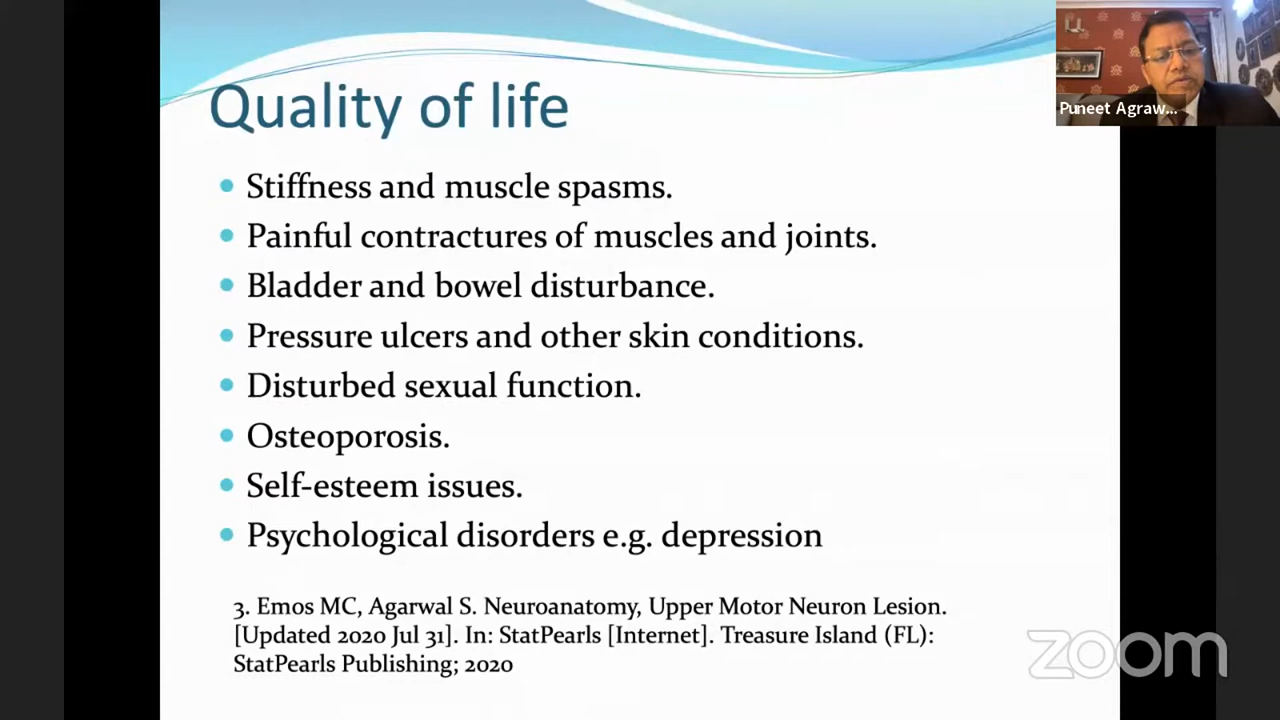 Quality of life
Stiffness and muscle spasms.
Painful contractures of muscles and joints.
Bladder and bowel disturbance.
Pressure ulcers and other skin conditions.
Disturbed sexual function.
Osteoporosis.
Self-esteem issues.
Psychological disorders e.g. depression
3. Emos MC, Agarwal S. Neuroanatomy, Upper Motor Neuron Lesion.
[Updated 2020 Jul 31]. In: StatPearls [Internet]. Treasure Island (FL):
StatPearls Publishing; 2020
Puneet Agraw...
zoom